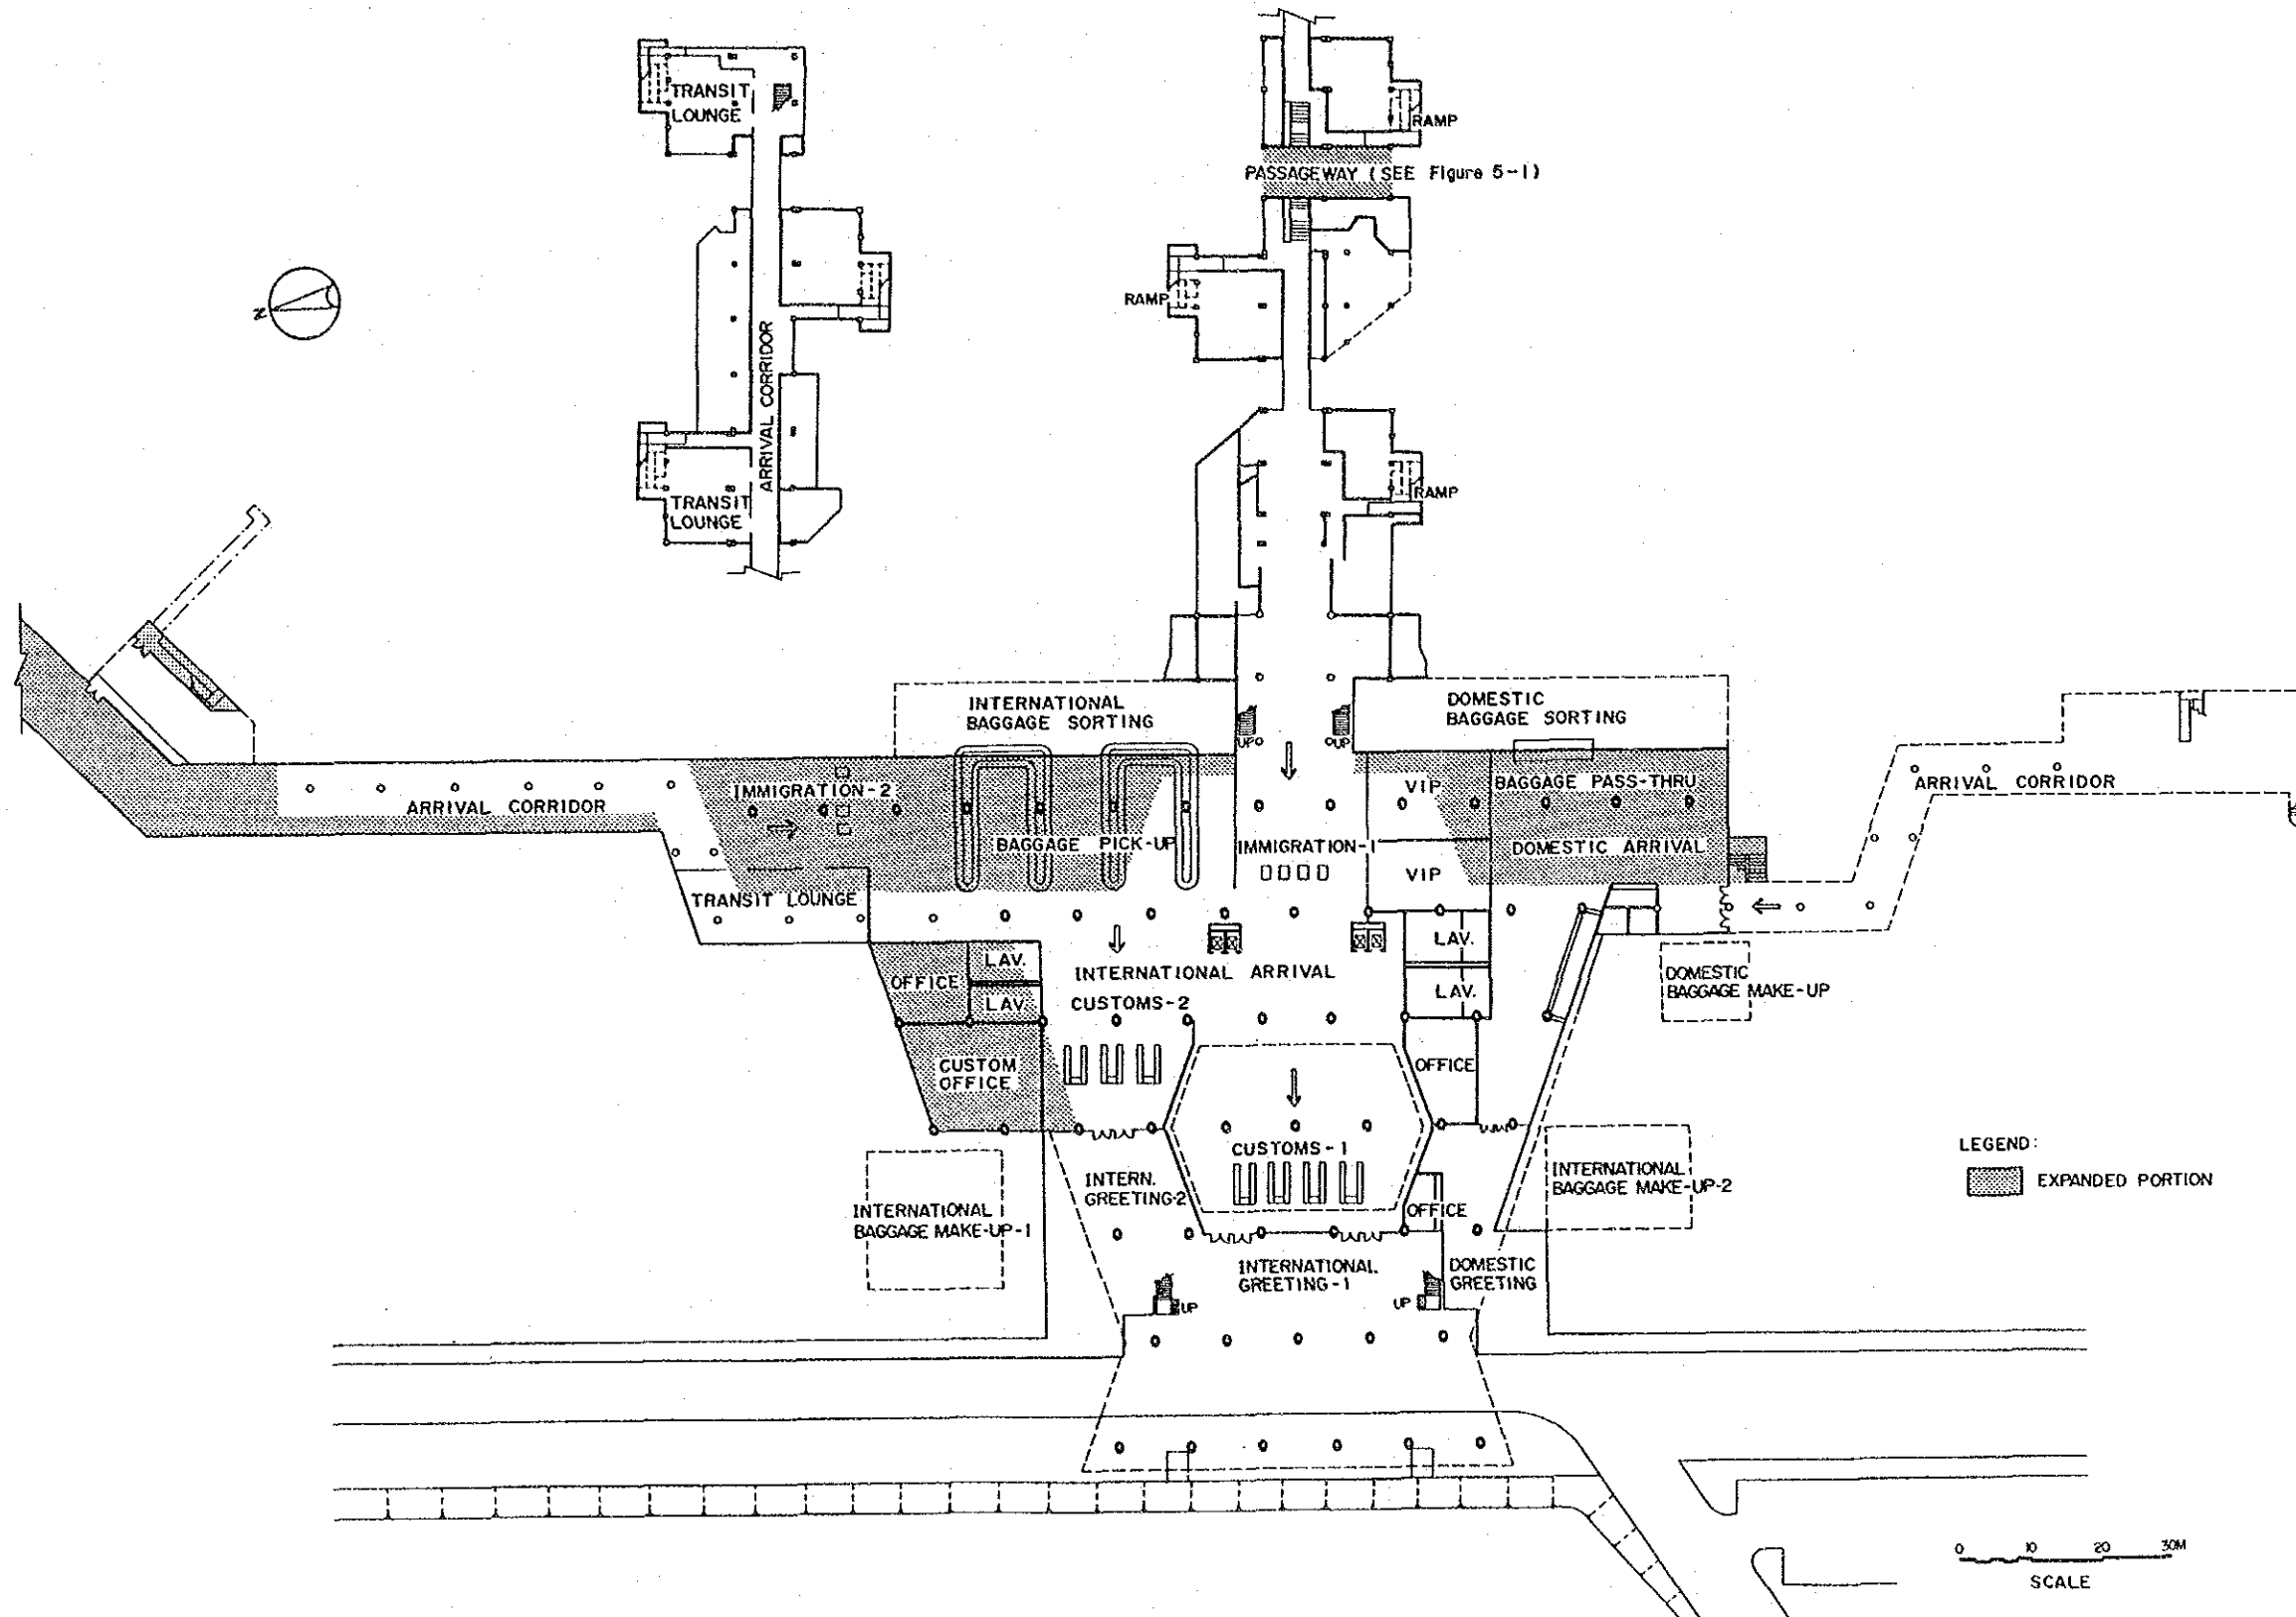 TRANSIT
LOUNGE
RAMP
PASSAGEWAY (SEE Figure 5-1)
N
RAMP
ARRIVAL CORRIDOR
RAMP
TRANSIT
LOUNGE
INTERNATIONAL
BAGGAGE SORTING
DOMESTIC
BAGGAGE SORTING
UP
UP
IMMIGRATION-2
ARRIVAL CORRIDOR
VIP
BAGGAGE PASS-THRU
ARRIVAL CORRIDOR
BAGGAGE PICK-UP
IMMIGRATION-1
DOMESTIC ARRIVAL
VIP
TRANSIT LOUNGE
LAV.
LAV.
OFFICE
INTERNATIONAL ARRIVAL
LAV.
LAV.
CUSTOMS-2
DOMESTIC
BAGGAGE MAKE-UP
CUSTOM
OFFICE
OFFICE
CUSTOMS-1
LEGEND:
EXPANDED PORTION
INTERN.
GREETING-2
INTERNATIONAL
BAGGAGE MAKE-UP-2
INTERNATIONAL
BAGGAGE MAKE-UP-1
OFFICE
INTERNATIONAL
GREETING-1
DOMESTIC
GREETING
UP
UP
0 10 20 30M
SCALE